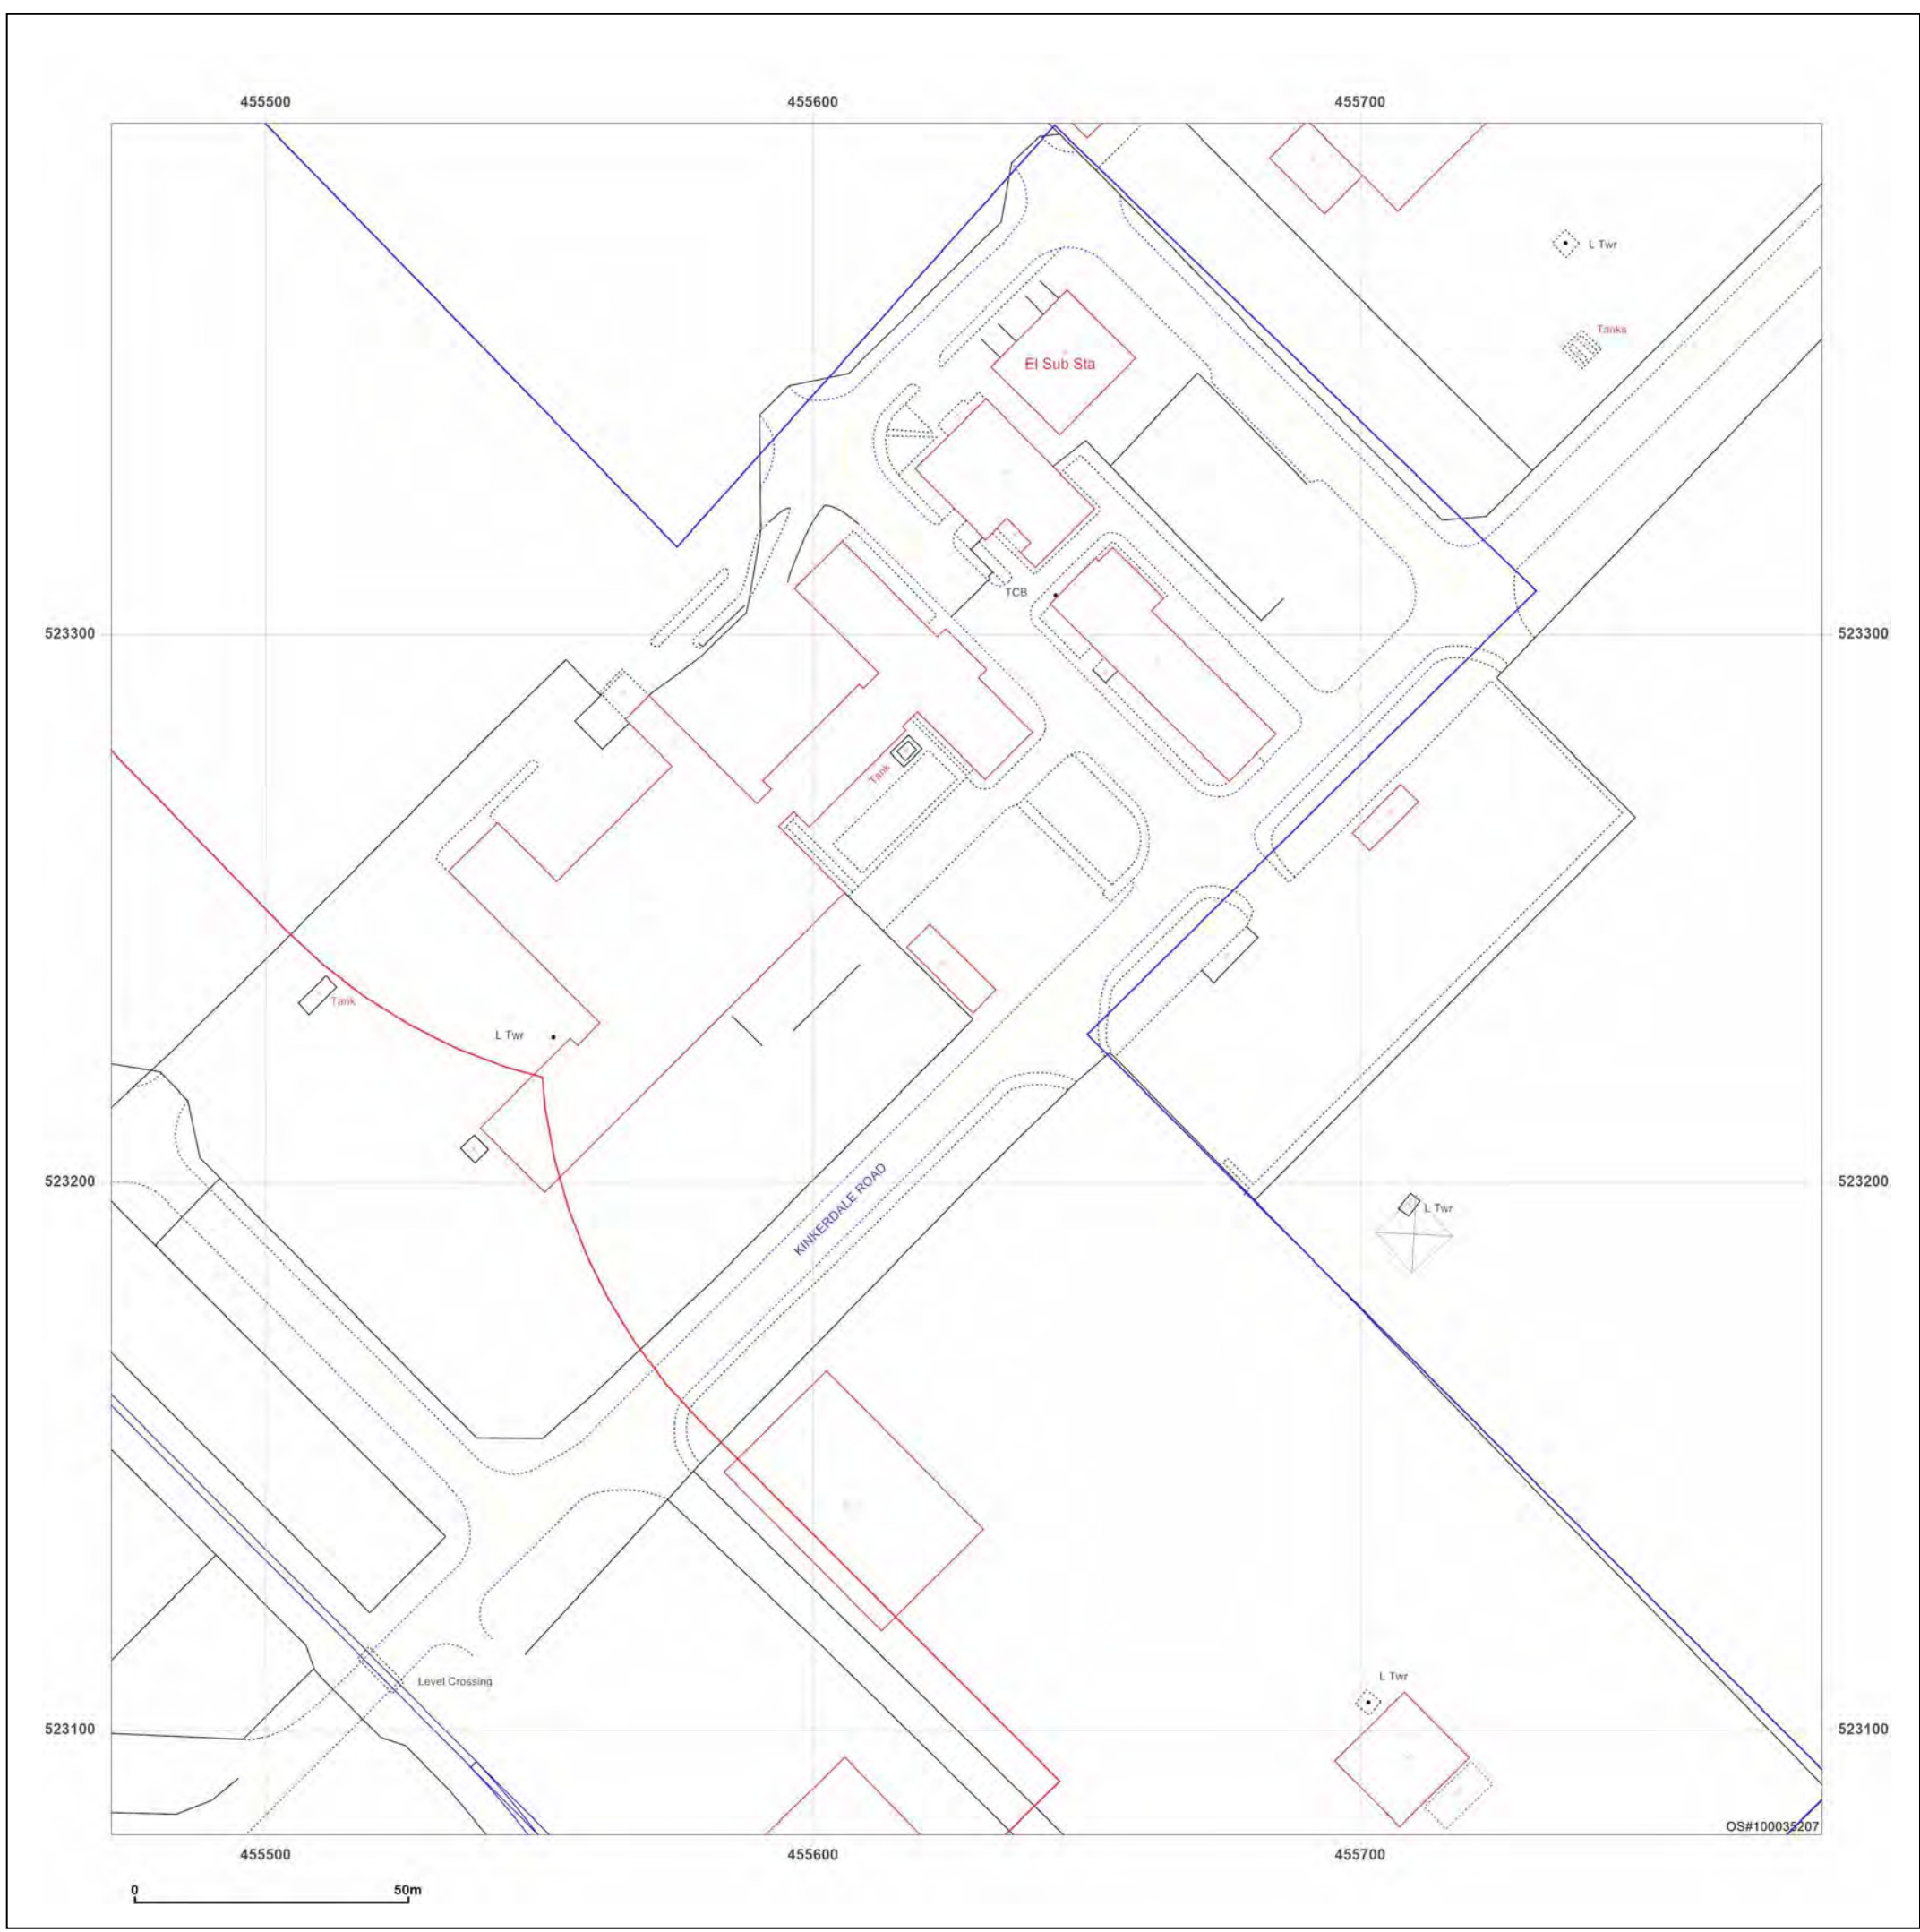 455500 455600 455700
L Twr
Tanks
El Sub Sta
TCB
523300 523300
Tank
Tank
L Twr
523200 523200
L Twr
KINKERDALE ROAD
Level Crossing
L Twr
523100 523100
OS#100035207
455500 455600 455700
0 50m